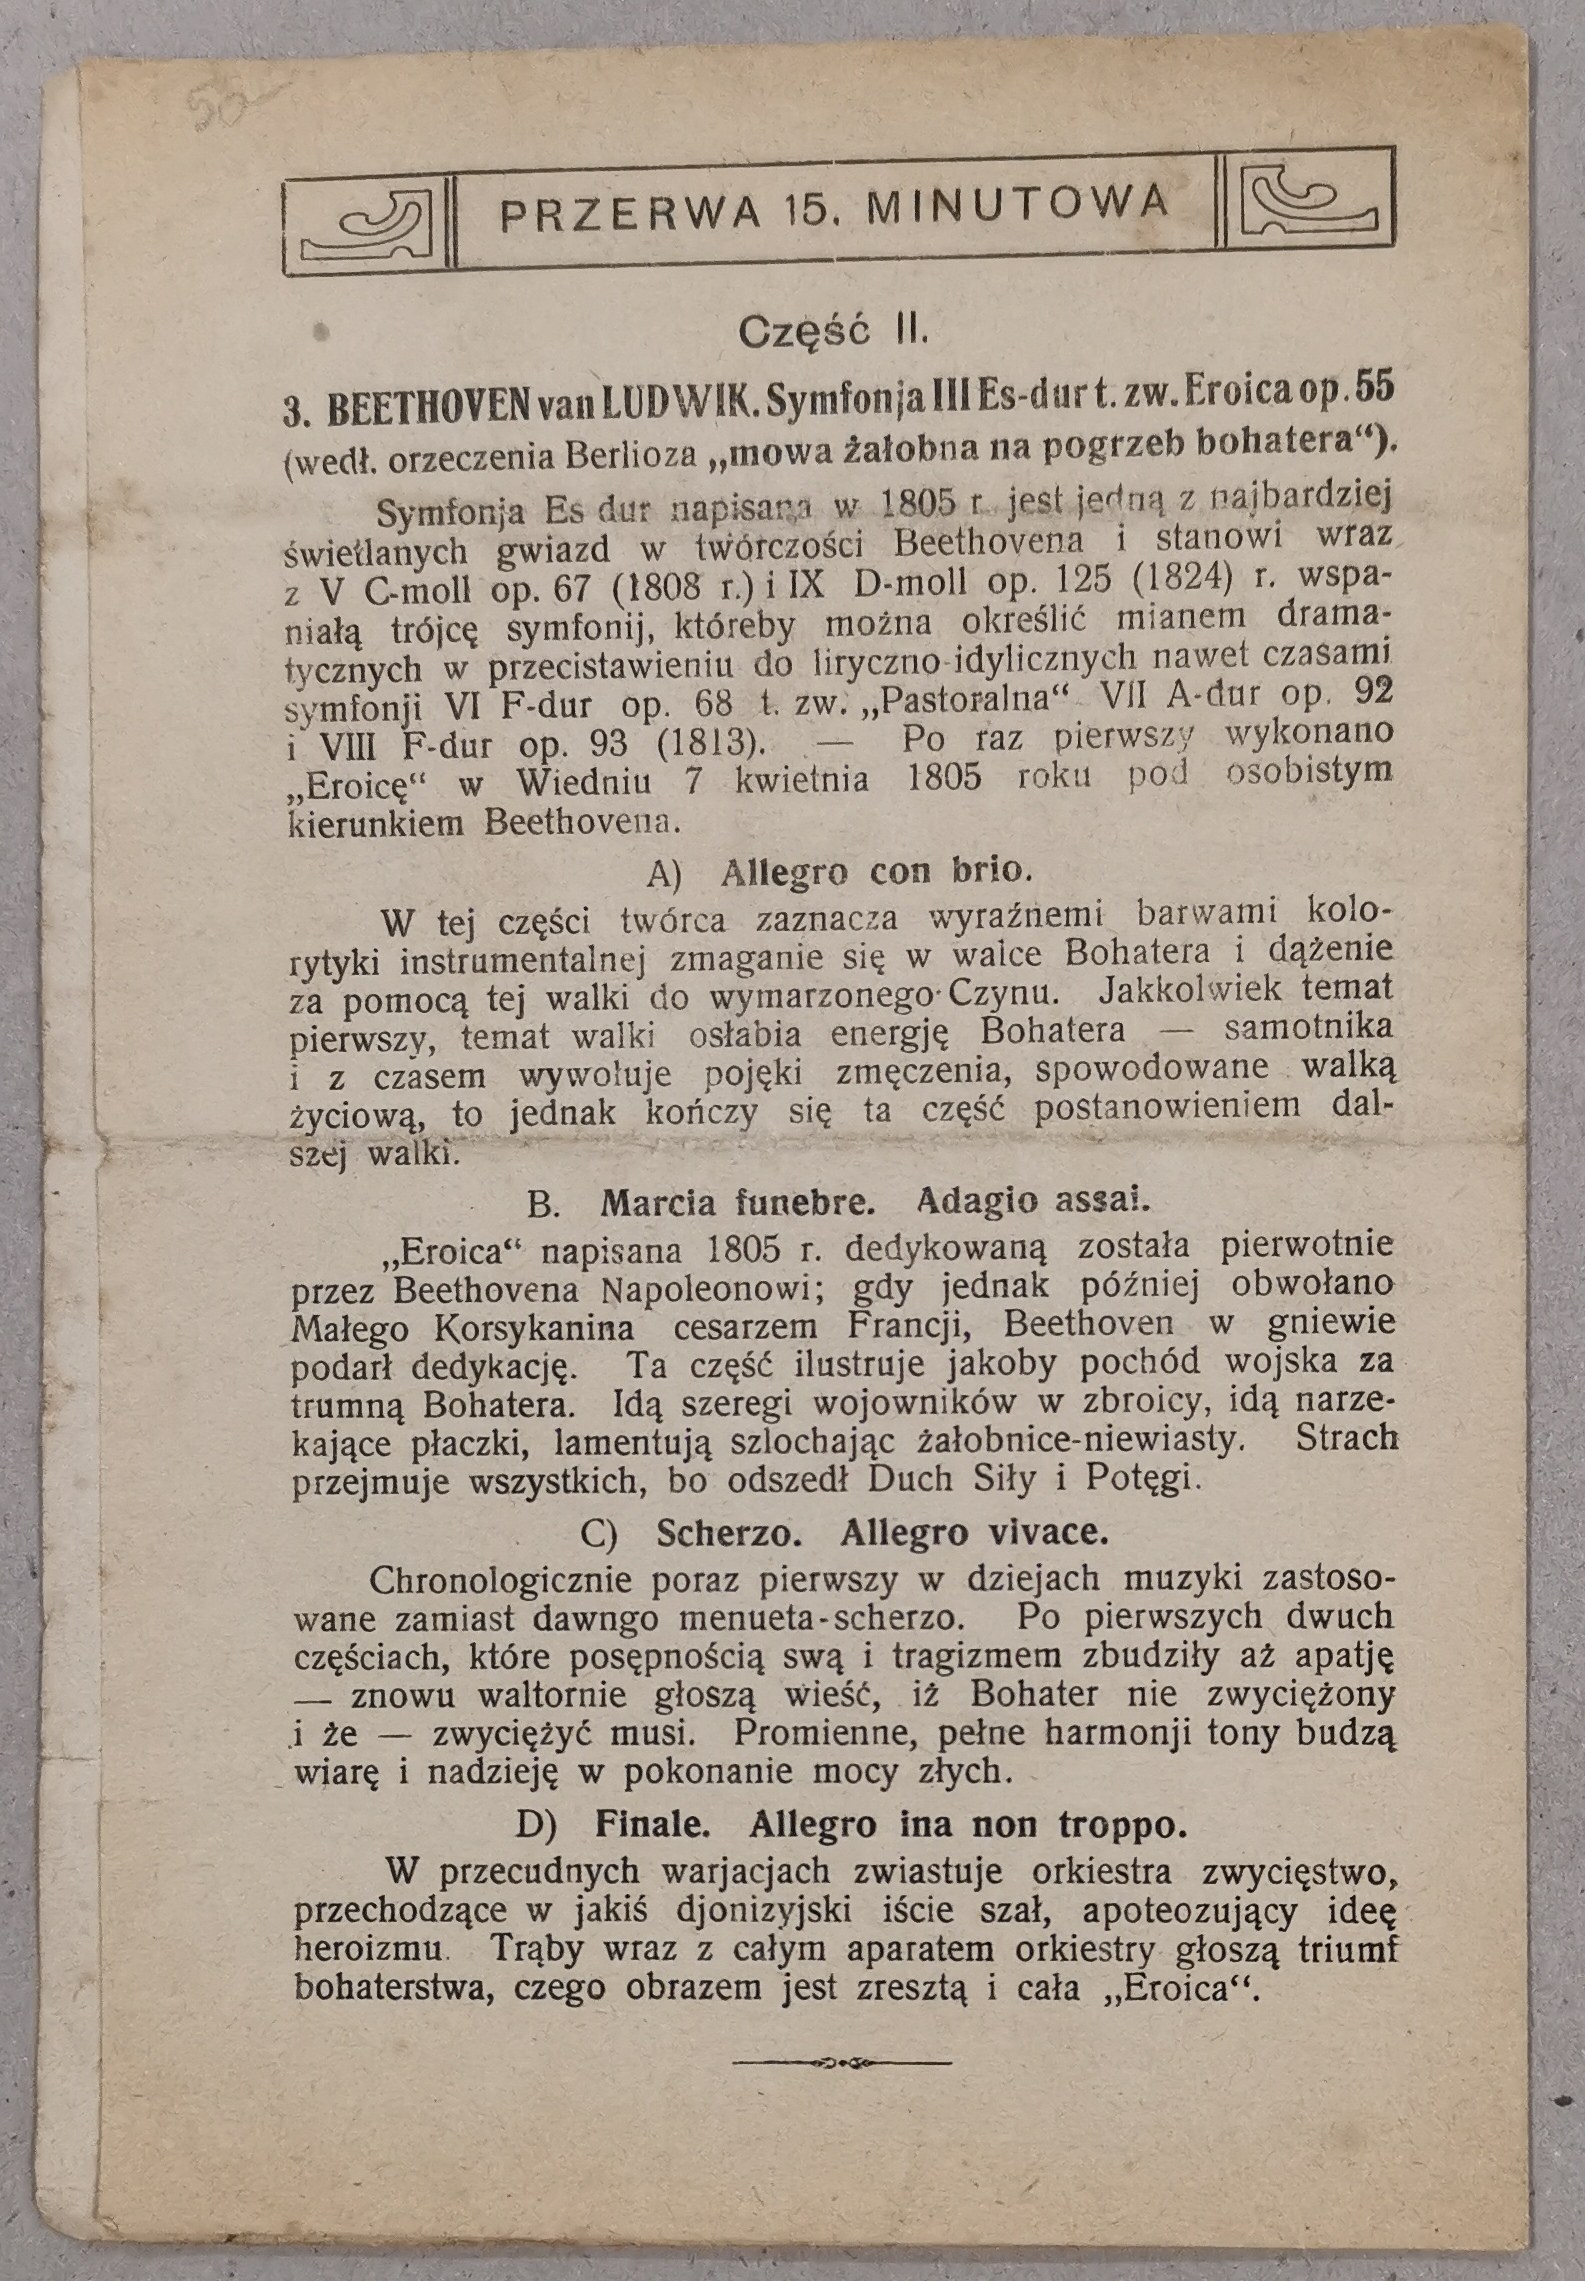 50
PRZERWA 15. MINUTOWA
Część II.
3. BEETHOVEN van LUDWIK. Symfonja III Es-dur t. zw. Eroica op. 55
(wedł. orzeczenia Berlioza „mowa żałobna na pogrzeb bohatera“).
Symfonja Es dur napisana w 1805 r. jest jedną z najbardziej
świetlanych gwiazd w twórczości Beethovena i stanowi wraz
z V C-moll op. 67 (1808 r.) i IX D-moll op. 125 (1824) r. wspa-
niałą trójcę symfonij, któreby można określić mianem drama-
tycznych w przecistawieniu do liryczno-idylicznych nawet czasami
symfonji VI F-dur op. 68 t. zw. „Pastoralna“ VII A-dur op. 92
i VIII F-dur op. 93 (1813). — Po raz pierwszy wykonano
„Eroicę“ w Wiedniu 7 kwietnia 1805 roku pod osobistym
kierunkiem Beethovena.
A) Allegro con brio.
W tej części twórca zaznacza wyraźnemi barwami kolo-
rytyki instrumentalnej zmaganie się w walce Bohatera i dążenie
za pomocą tej walki do wymarzonego Czynu. Jakkolwiek temat
pierwszy, temat walki osłabia energję Bohatera — samotnika
i z czasem wywołuje pojęki zmęczenia, spowodowane walką
życiową, to jednak kończy się ta część postanowieniem dal-
szej walki.
B. Marcia funebre. Adagio assai.
„Eroica“ napisana 1805 r. dedykowaną została pierwotnie
przez Beethovena Napoleonowi; gdy jednak później obwołano
Małego Korsykanina cesarzem Francji, Beethoven w gniewie
podarł dedykację. Ta część ilustruje jakoby pochód wojska za
trumną Bohatera. Idą szeregi wojowników w zbroicy, idą narze-
kające płaczki, lamentują szlochając żałobnice-niewiasty. Strach
przejmuje wszystkich, bo odszedł Duch Siły i Potęgi.
C) Scherzo. Allegro vivace.
Chronologicznie poraz pierwszy w dziejach muzyki zastoso-
wane zamiast dawngo menueta-scherzo. Po pierwszych dwuch
częściach, które posępnością swą i tragizmem zbudziły aż apatję
— znowu waltornie głoszą wieść, iż Bohater nie zwyciężony
i że — zwyciężyć musi. Promienne, pełne harmonji tony budzą
wiarę i nadzieję w pokonanie mocy złych.
D) Finale. Allegro ina non troppo.
W przecudnych warjacjach zwiastuje orkiestra zwycięstwo,
przechodzące w jakiś djonizyjski iście szał, apoteozujący ideę
heroizmu. Trąby wraz z całym aparatem orkiestry głoszą triumf
bohaterstwa, czego obrazem jest zresztą i cała „Eroica“.